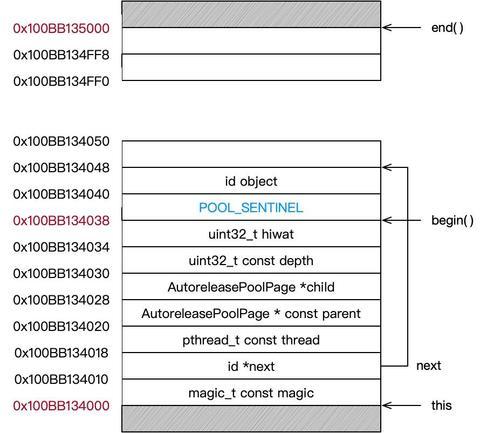 0x100BB135000
end()
0x100BB134FF8
0x100BB134FF0
0x100BB134050
0x100BB134048
id object
0x100BB134040
POOL_SENTINEL
0x100BB134038
begin()
uint32_t hiwat
0x100BB134034
uint32_t const depth
0x100BB134030
AutoreleasePoolPage *child
0x100BB134028
AutoreleasePoolPage * const parent
0x100BB134020
pthread_t const thread
0x100BB134018
id *next
next
0x100BB134010
magic_t const magic
0x100BB134000
this